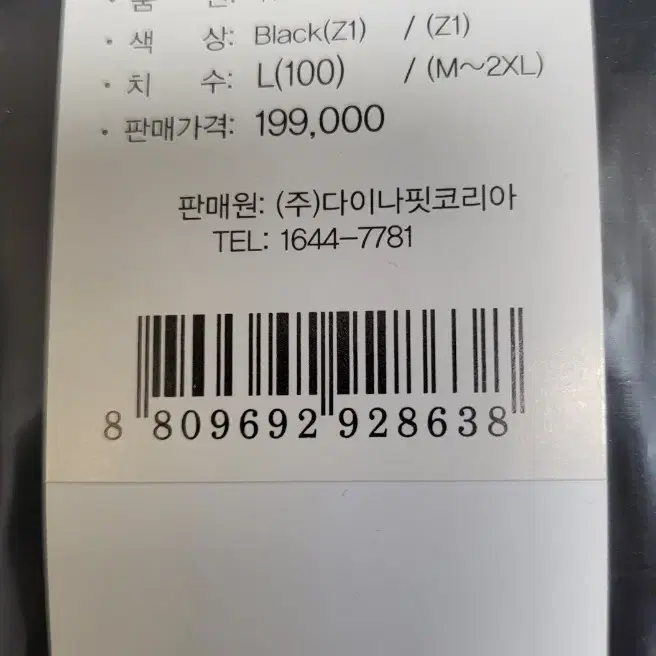 · 색 상: Black(Z1) / (Z1)
· 치 수: L(100) / (M~2XL)
· 판매가격: 199,000
판매원: (주)다이나핏코리아
TEL: 1644-7781
8 809692 928638